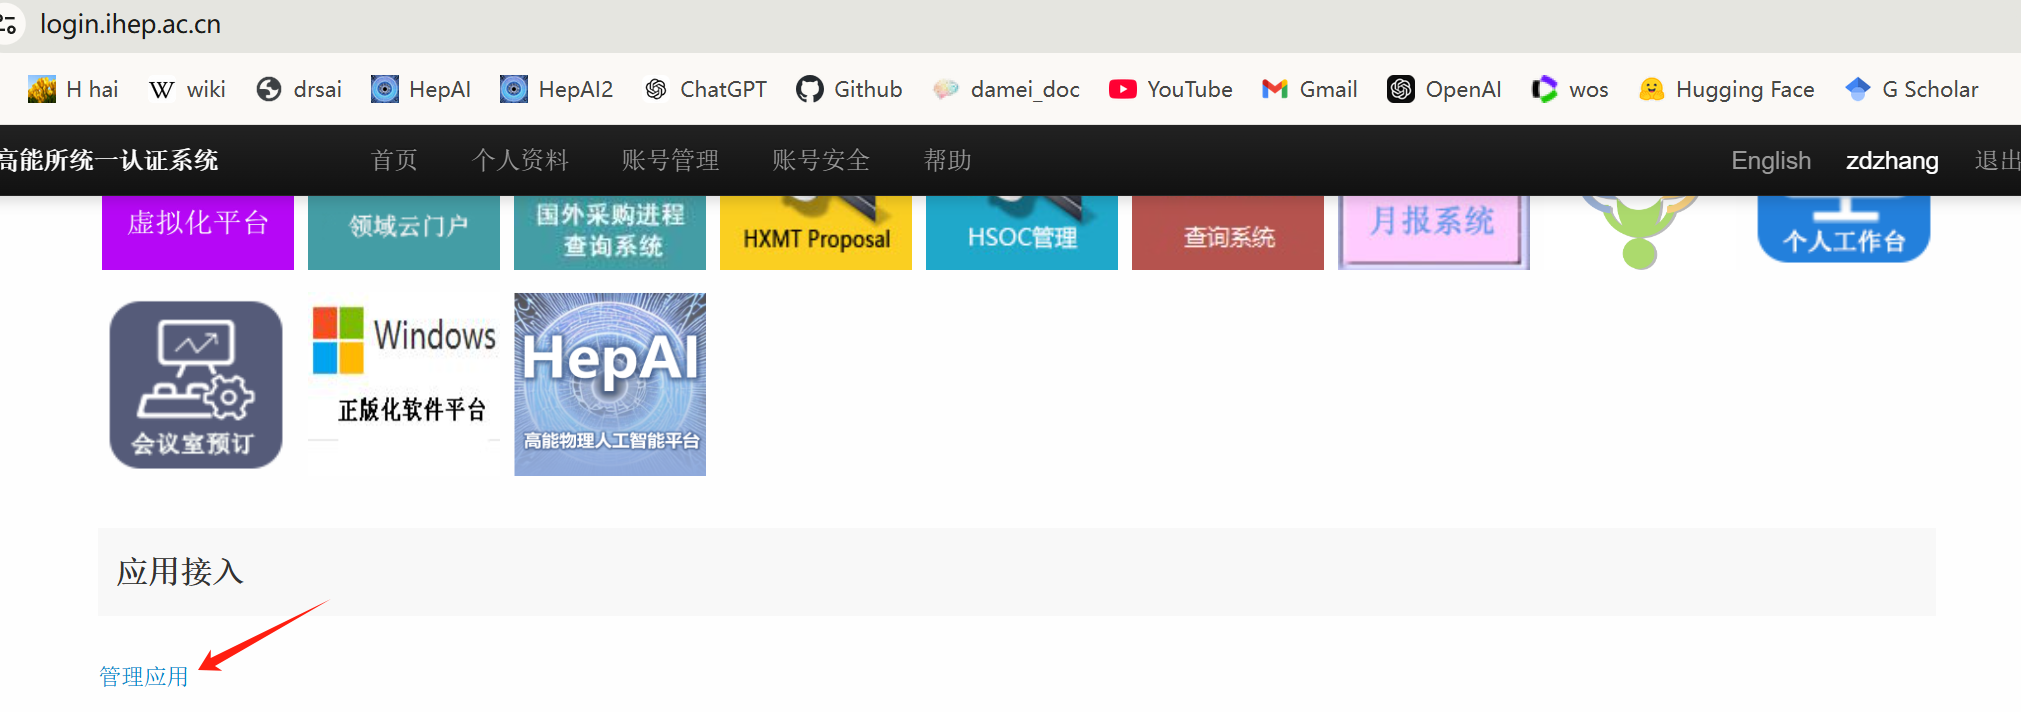 login.ihep.ac.cn
H hai wiki drsai HepAI HepAI2 ChatGPT Github damei_doc YouTube Gmail OpenAI wos Hugging Face G Scholar
高能所统一认证系统 首页 个人资料 账号管理 账号安全 帮助 English zdzhang 退出
虚拟化平台
领域云门户
国外采购进程
查询系统
HXMT Proposal
HSOC管理
查询系统
月报系统
个人工作台
会议室预订
Windows
正版化软件平台
HepAI
高能物理人工智能平台
应用接入
管理应用